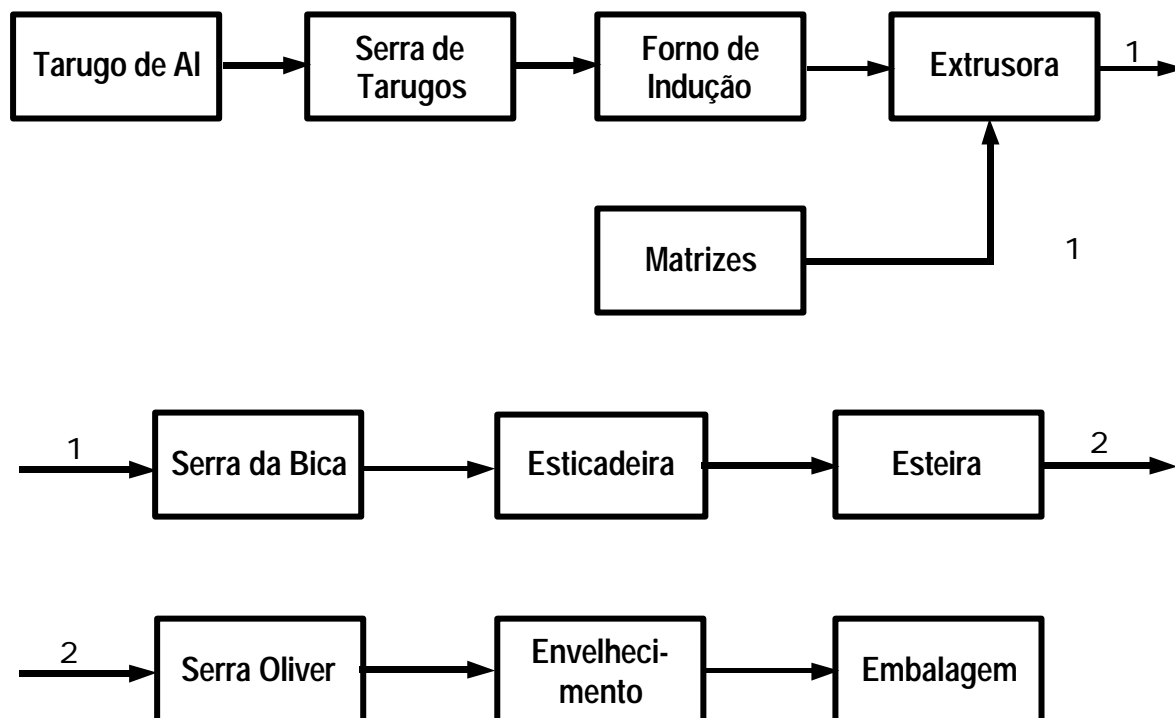 Tarugo de Al
Serra de
Tarugos
Forno de
Indução
Extrusora
1
Matrizes
1
1
Serra da Bica
Esticadeira
Esteira
2
2
Serra Oliver
Envelheci-
mento
Embalagem